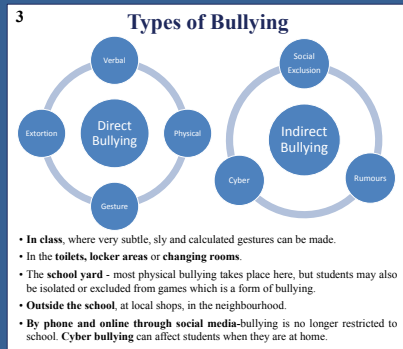 3
Types of Bullying
Verbal
Extortion
Direct
Bullying
Physical
Gesture
Social
Exclusion
Indirect
Bullying
Cyber
Rumours
• In class, where very subtle, sly and calculated gestures can be made.
• In the toilets, locker areas or changing rooms.
• The school yard - most physical bullying takes place here, but students may also
be isolated or excluded from games which is a form of bullying.
• Outside the school, at local shops, in the neighbourhood.
• By phone and online through social media-bullying is no longer restricted to
school. Cyber bullying can affect students when they are at home.